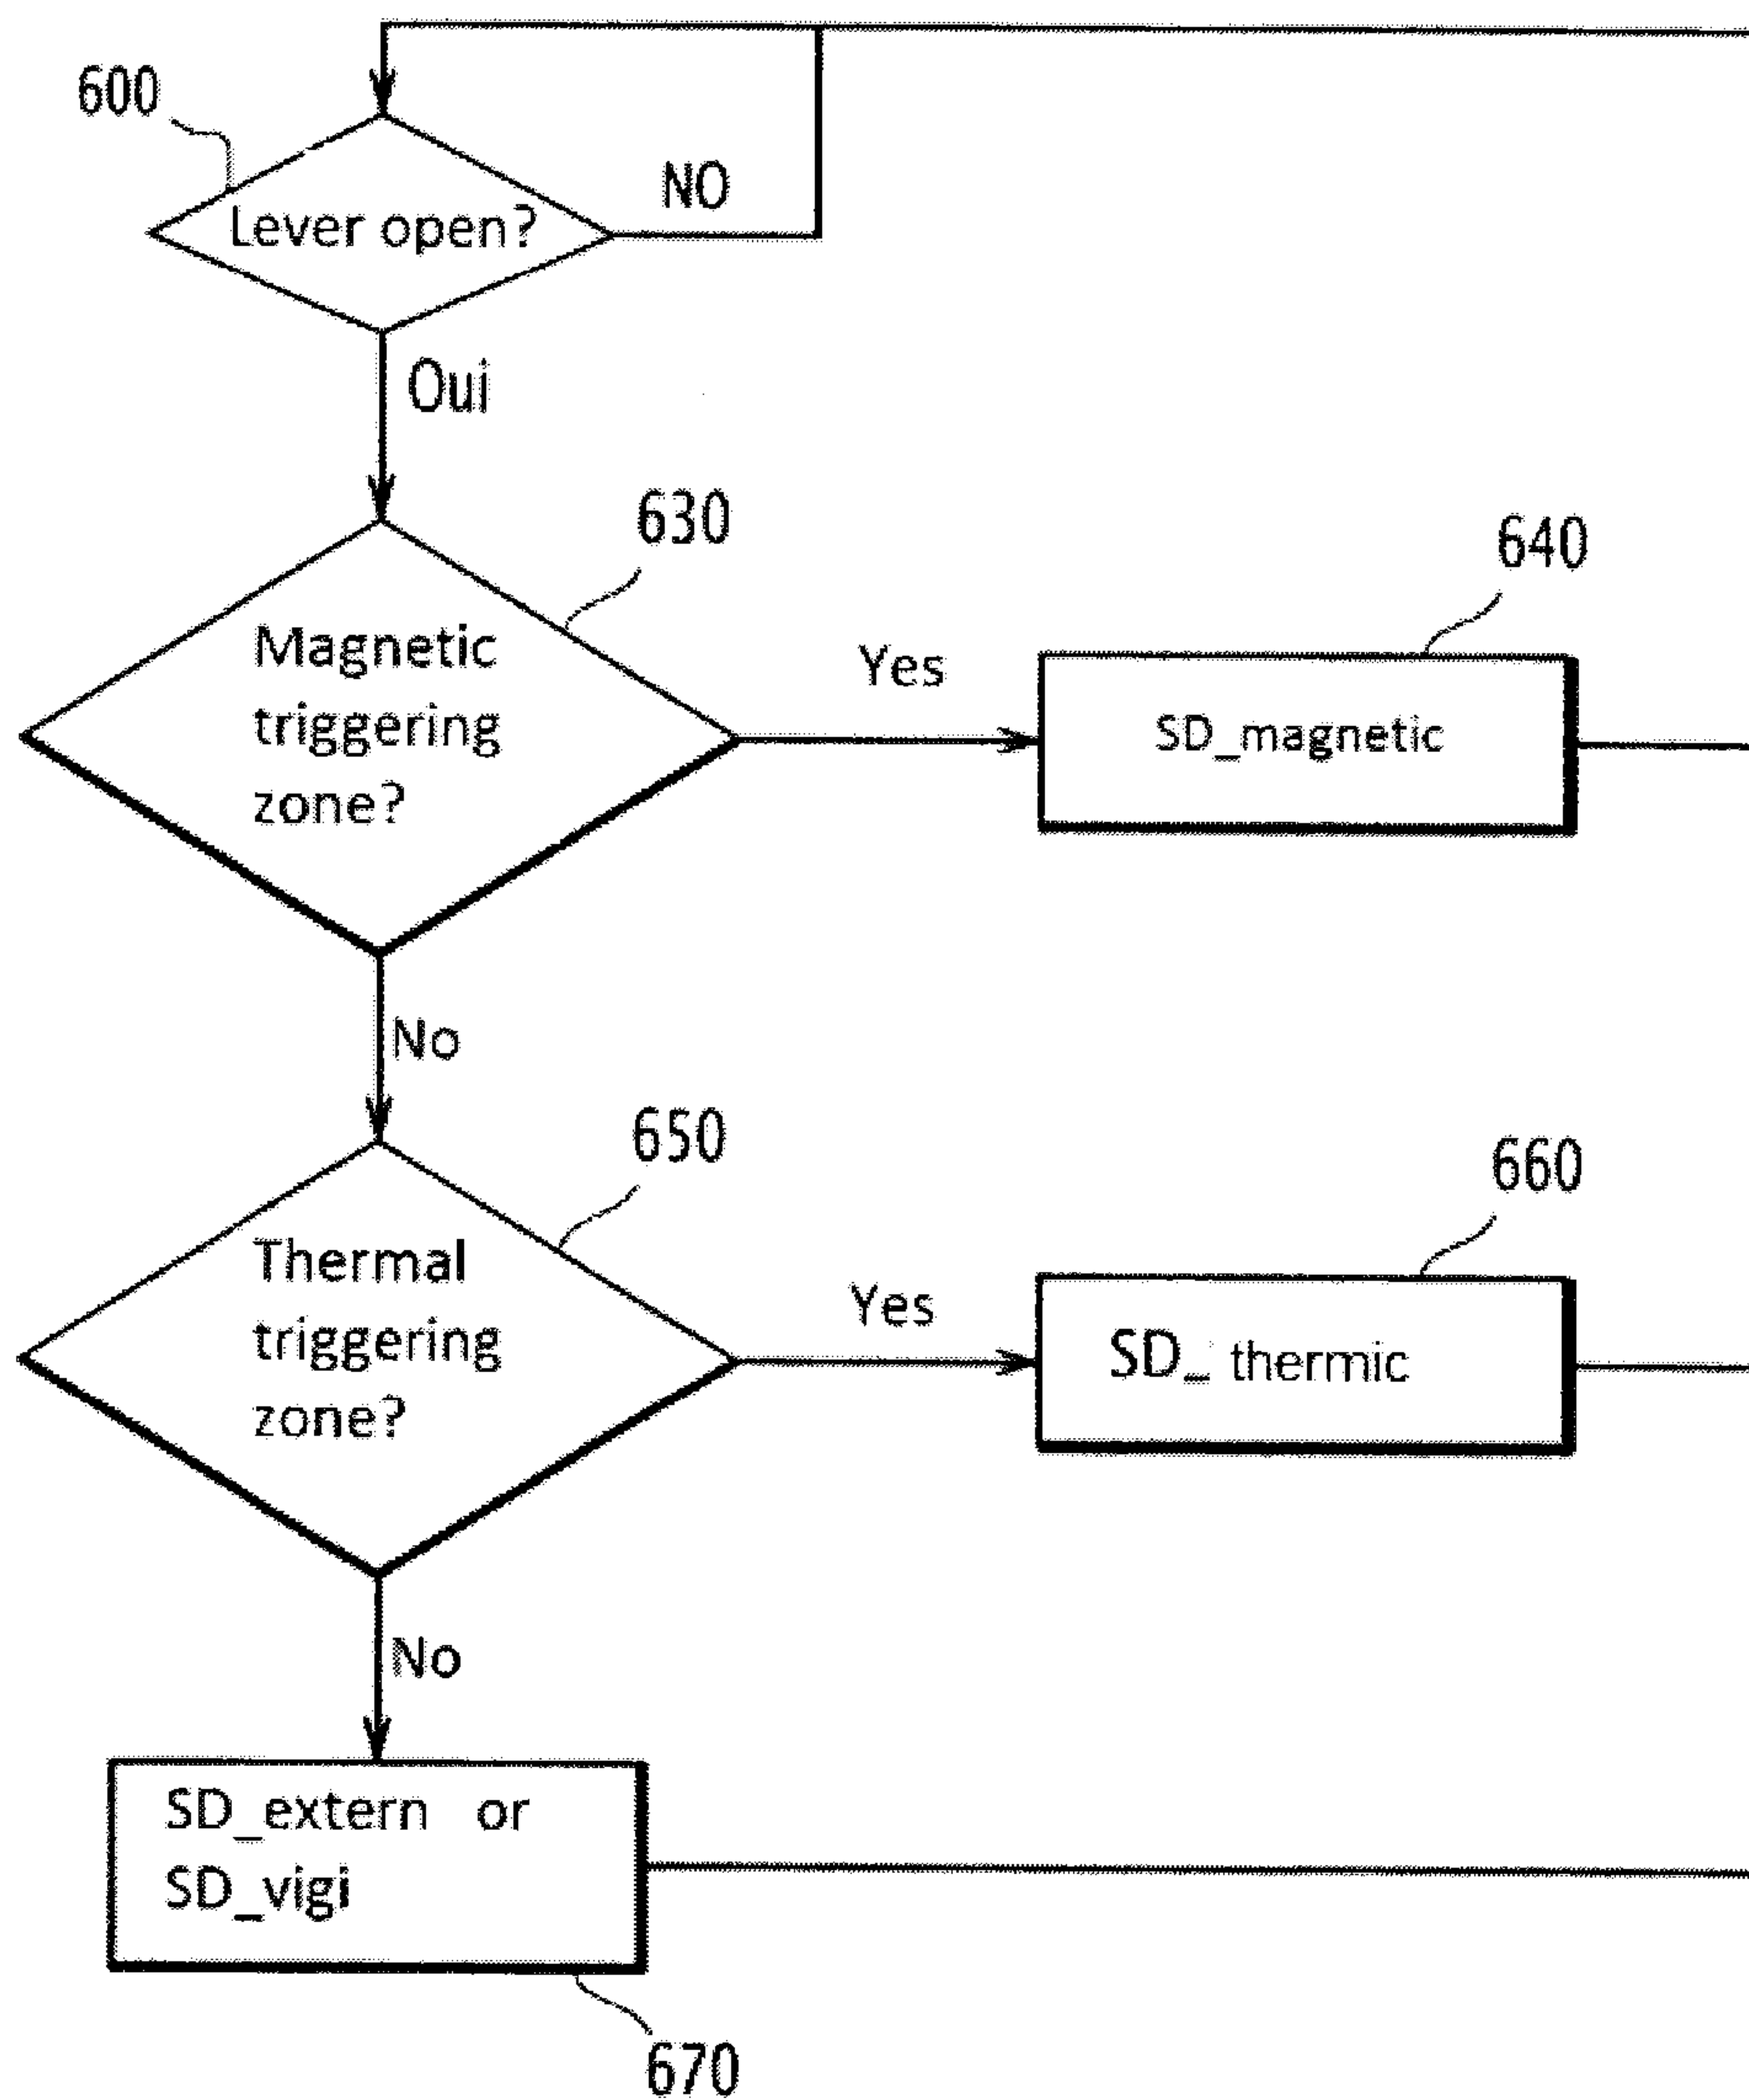 600
Lever open?
NO
Oui
630
Magnetic
triggering
zone?
Yes
640
SD_magnetic
No
650
Thermal
triggering
zone?
Yes
660
SD_ thermic
No
SD_extern or
SD_vigi
670